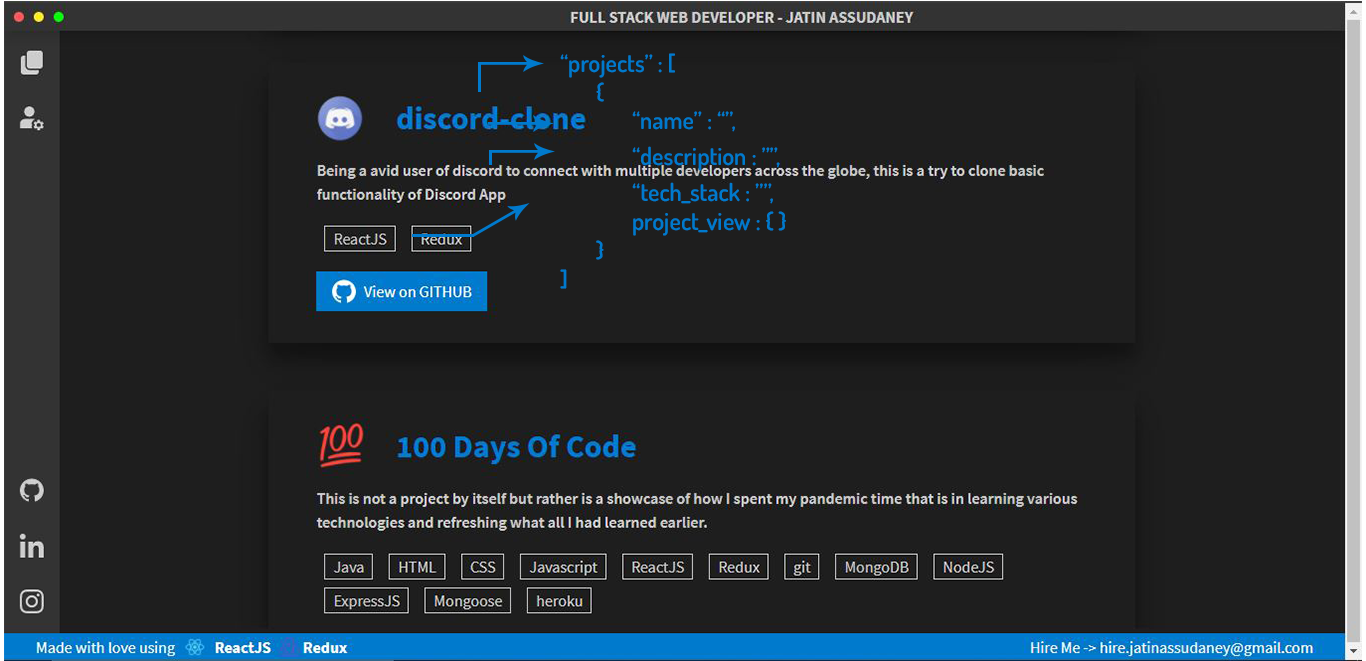 FULL STACK WEB DEVELOPER - JATIN ASSUDANEY
“projects” : [
{
discord-clone
“name” : “”,
“description : ””,
Being a avid user of discord to connect with multiple developers across the globe, this is a try to clone basic
functionality of Discord App
“tech_stack : ””,
project_view : { }
ReactJS Redux
}
]
View on GITHUB
100
100 Days Of Code
This is not a project by itself but rather is a showcase of how I spent my pandemic time that is in learning various
technologies and refreshing what all I had learned earlier.
Java HTML CSS Javascript ReactJS Redux git MongoDB NodeJS
ExpressJS Mongoose heroku
in
Made with love using ReactJS Redux
Hire Me -> hire.jatinassudaney@gmail.com